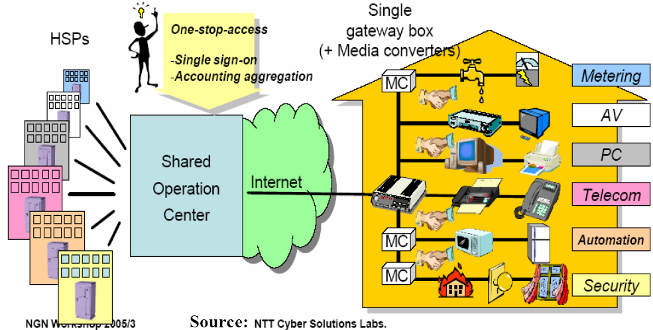 HSPs
One-stop-access
-Single sign-on
-Accounting aggregation
Single
gateway box
(+ Media converters)
Shared
Operation
Center
Internet
MC
MC
MC
Metering
AV
PC
Telecom
Automation
Security
NGN Workshop 2005/3
Source: NTT Cyber Solutions Labs.